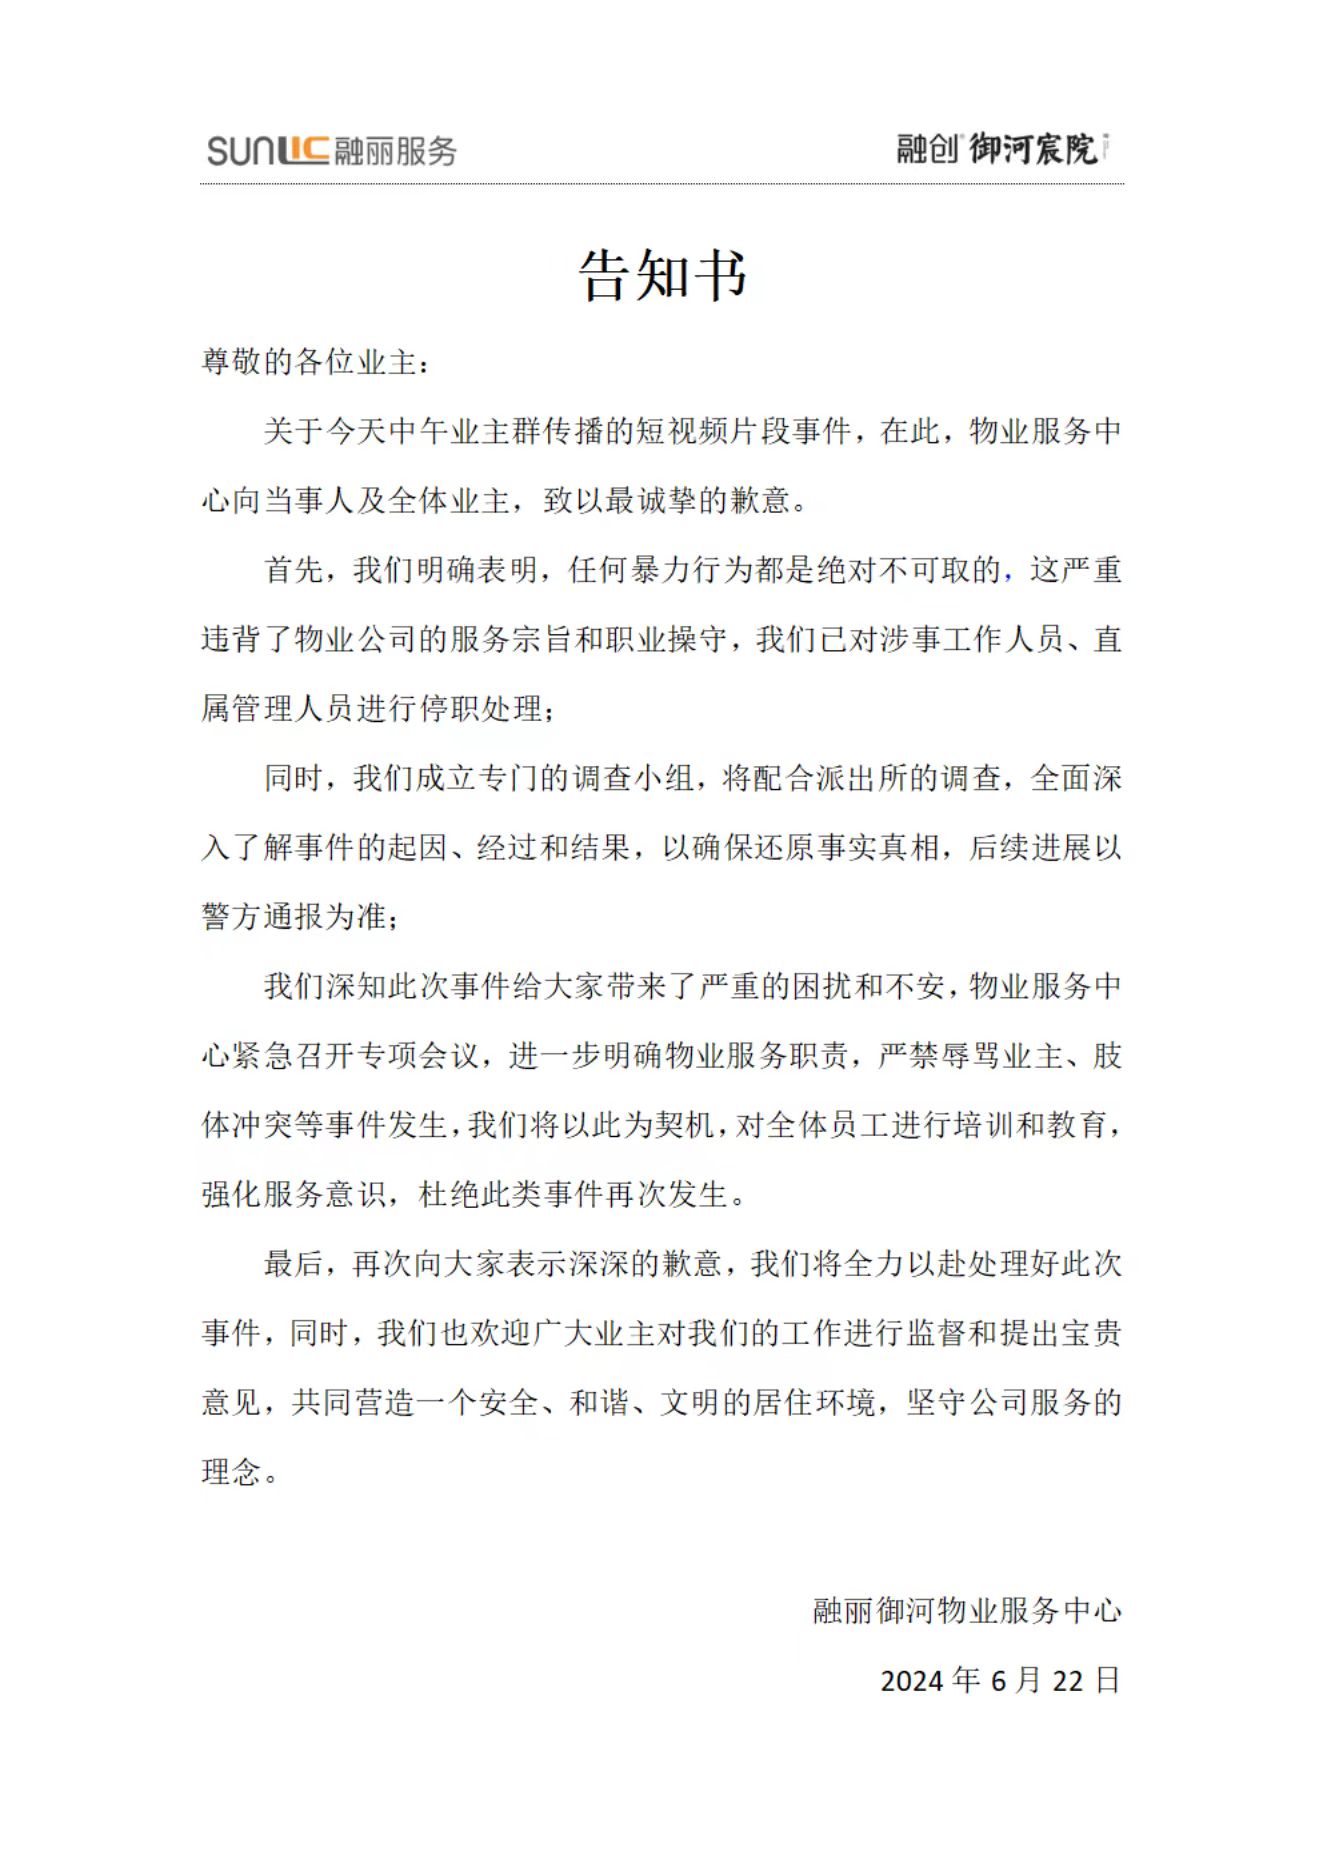 SUNLIC融丽服务
融创 御河宸院
告知书
尊敬的各位业主：
关于今天中午业主群传播的短视频片段事件，在此，物业服务中
心向当事人及全体业主，致以最诚挚的歉意。
首先，我们明确表明，任何暴力行为都是绝对不可取的，这严重
违背了物业公司的服务宗旨和职业操守，我们已对涉事工作人员、直
属管理人员进行停职处理；
同时，我们成立专门的调查小组，将配合派出所的调查，全面深
入了解事件的起因、经过和结果，以确保还原事实真相，后续进展以
警方通报为准；
我们深知此次事件给大家带来了严重的困扰和不安，物业服务中
心紧急召开专项会议，进一步明确物业服务职责，严禁辱骂业主、肢
体冲突等事件发生，我们将以此为契机，对全体员工进行培训和教育，
强化服务意识，杜绝此类事件再次发生。
最后，再次向大家表示深深的歉意，我们将全力以赴处理好此次
事件，同时，我们也欢迎广大业主对我们的工作进行监督和提出宝贵
意见，共同营造一个安全、和谐、文明的居住环境，坚守公司服务的
理念。
融丽御河物业服务中心
2024 年 6 月 22 日